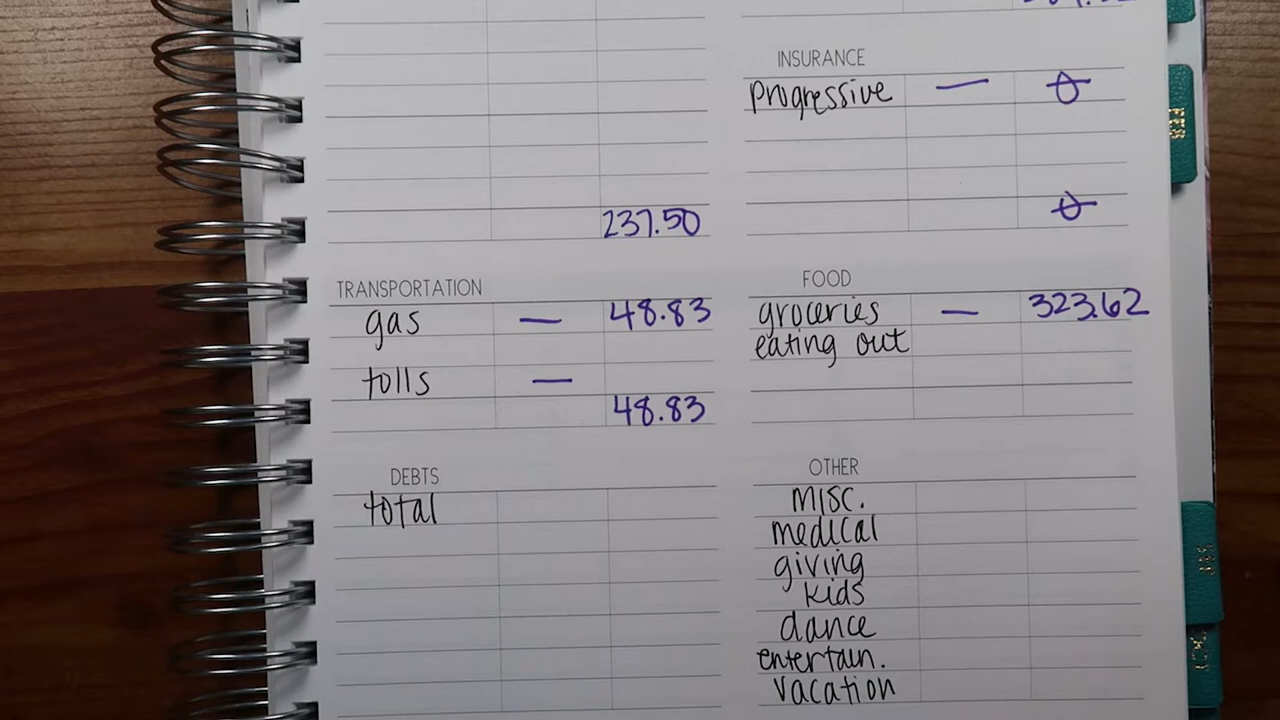 INSURANCE
progressive — 0
0
237.50
TRANSPORTATION
gas — 48.83
tolls —
48.83
FOOD
groceries — 323.62
eating out
DEBTS
total
OTHER
misc.
medical
giving
kids
dance
entertain.
vacation
FEB